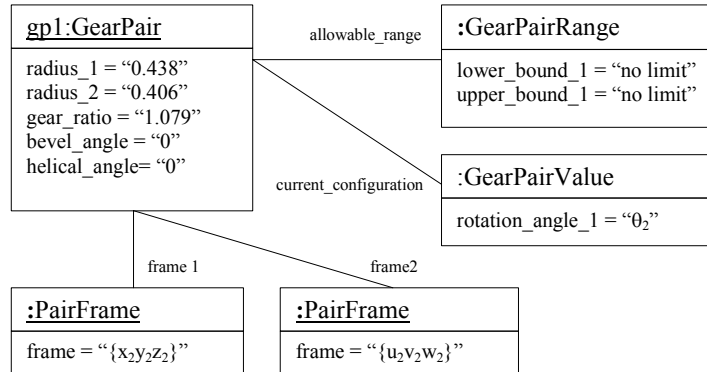 gp1:GearPair
radius_1 = “0.438”
radius_2 = “0.406”
gear_ratio = “1.079”
bevel_angle = “0”
helical_angle= “0”
allowable_range
:GearPairRange
lower_bound_1 = “no limit”
upper_bound_1 = “no limit”
current_configuration
:GearPairValue
rotation_angle_1 = “θ₂”
frame 1
frame2
:PairFrame
frame = “{x₂y₂z₂}”
:PairFrame
frame = “{u₂v₂w₂}”